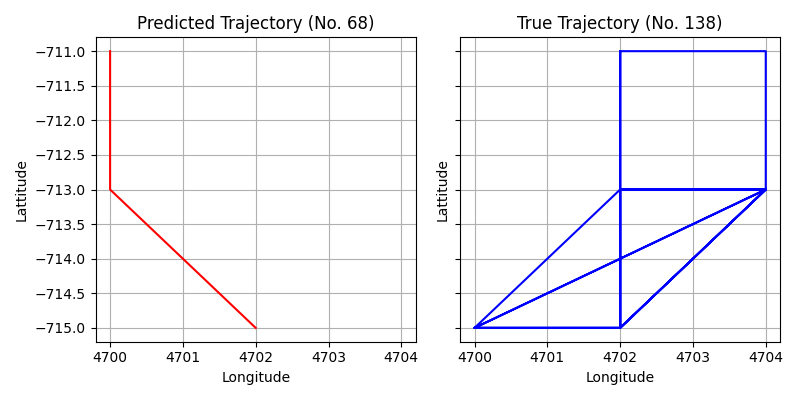 Predicted Trajectory (No. 68)
True Trajectory (No. 138)
Lattitude
−711.0
−711.5
−712.0
−712.5
−713.0
−713.5
−714.0
−714.5
−715.0
4700 4701 4702 4703 4704
Longitude
Lattitude
4700 4701 4702 4703 4704
Longitude